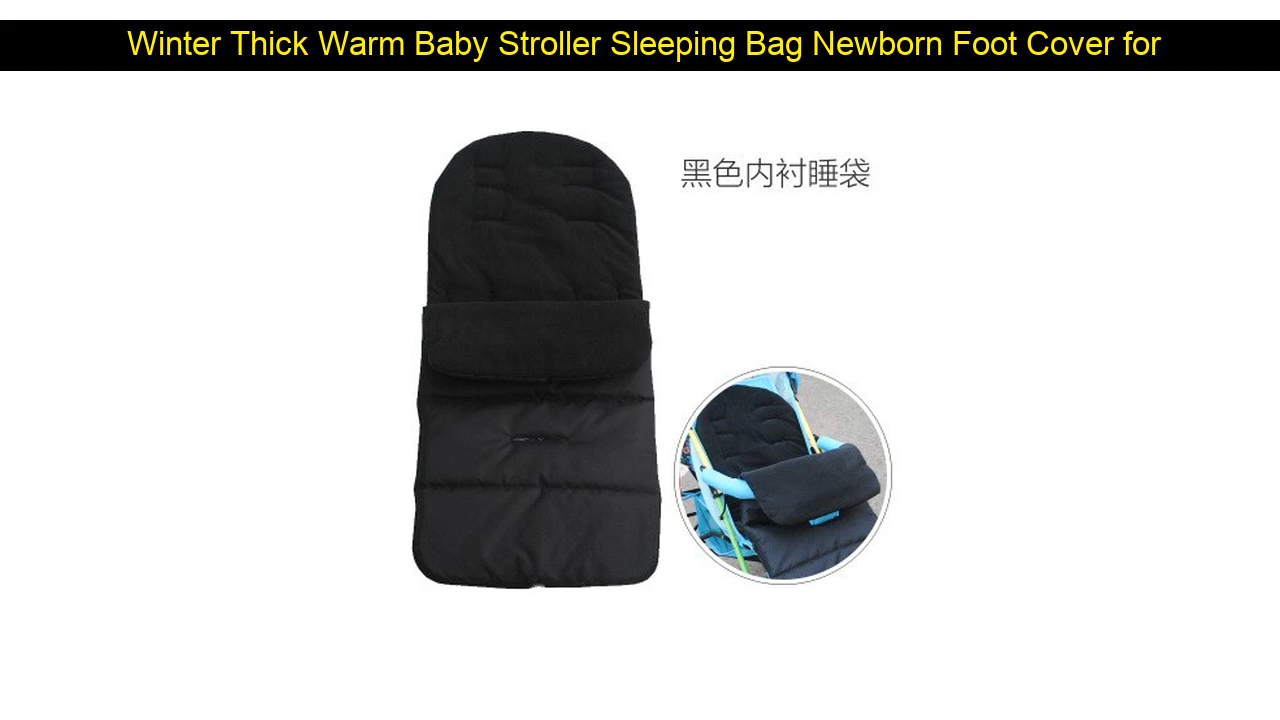 Winter Thick Warm Baby Stroller Sleeping Bag Newborn Foot Cover for
黑色内衬睡袋